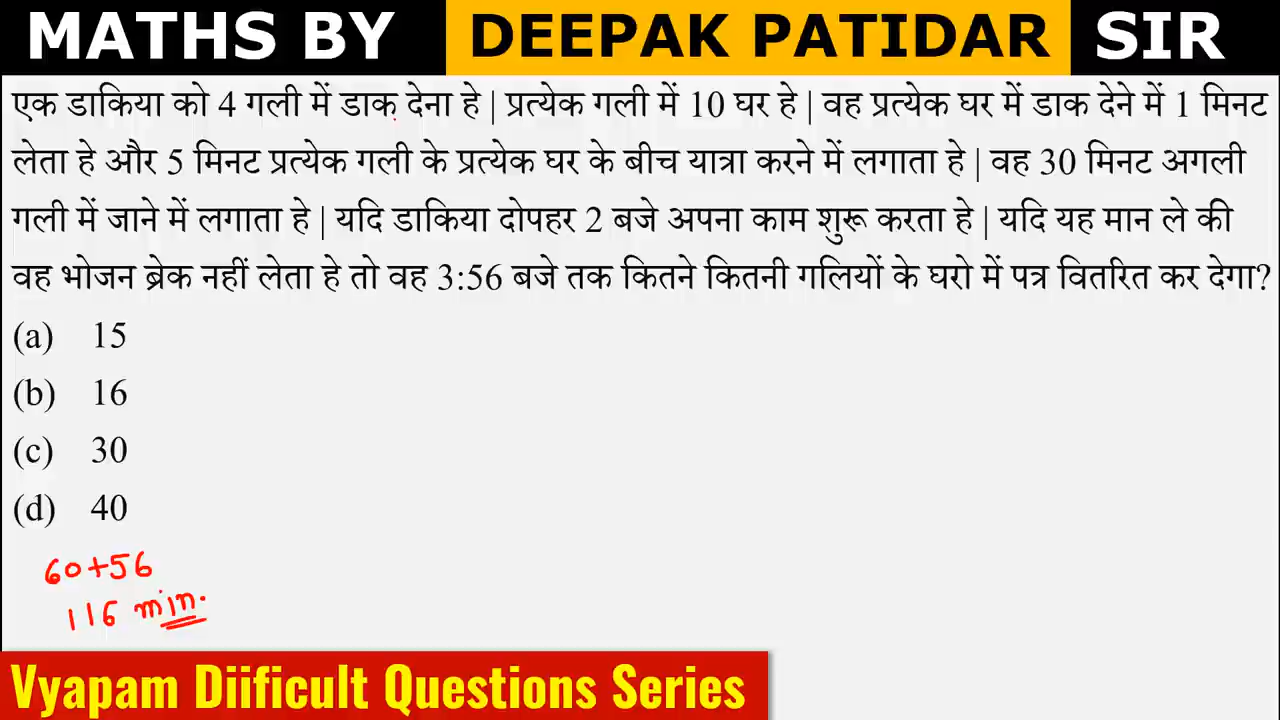 MATHS BY DEEPAK PATIDAR SIR
एक डाकिया को 4 गली में डाक देना हे | प्रत्येक गली में 10 घर हे | वह प्रत्येक घर में डाक देने में 1 मिनट
लेता हे और 5 मिनट प्रत्येक गली के प्रत्येक घर के बीच यात्रा करने में लगाता हे | वह 30 मिनट अगली
गली में जाने में लगाता हे | यदि डाकिया दोपहर 2 बजे अपना काम शुरू करता हे | यदि यह मान ले की
वह भोजन ब्रेक नहीं लेता हे तो वह 3:56 बजे तक कितने कितनी गलियों के घरो में पत्र वितरित कर देगा?
(a) 15
(b) 16
(c) 30
(d) 40
60+56
116 min.
Vyapam Diificult Questions Series